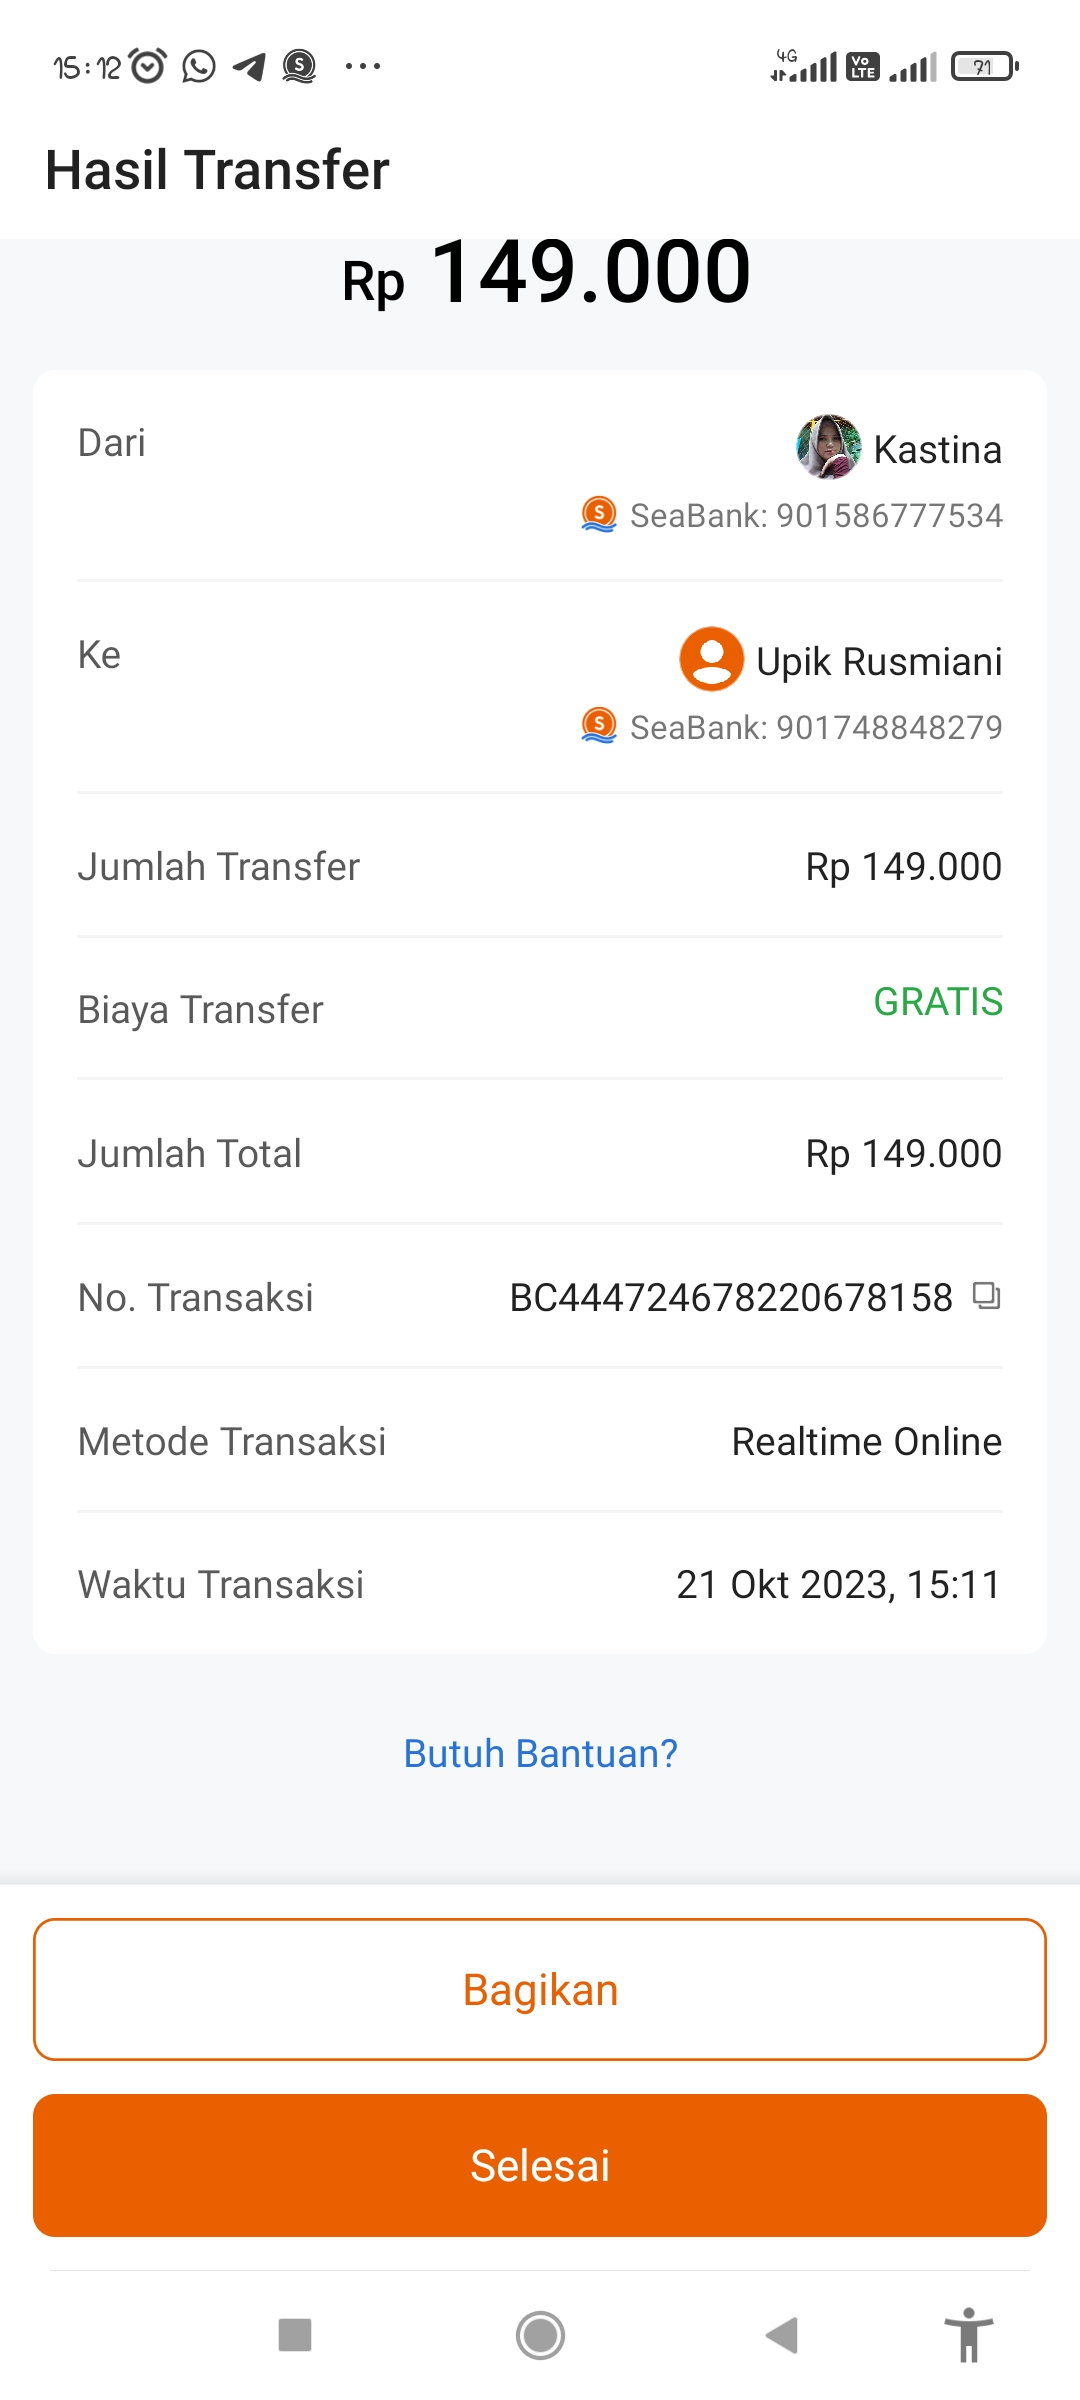 15:12
4G
Vo
LTE
71
Hasil Transfer
Rp 149.000
Dari
Kastina
SeaBank: 901586777534
Ke
Upik Rusmiani
SeaBank: 901748848279
Jumlah Transfer Rp 149.000
Biaya Transfer GRATIS
Jumlah Total Rp 149.000
No. Transaksi BC444724678220678158
Metode Transaksi Realtime Online
Waktu Transaksi 21 Okt 2023, 15:11
Butuh Bantuan?
Bagikan
Selesai